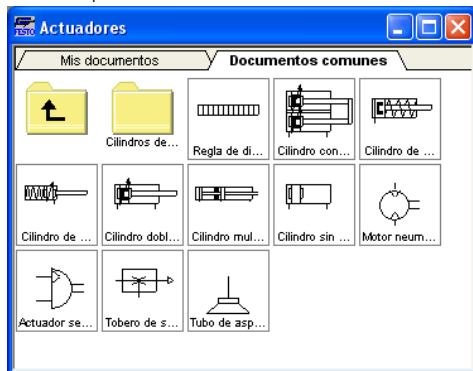 FESTO Actuadores
Mis documentos Documentos comunes
Cilindros de...
Regla de di...
Cilindro con...
Cilindro de ...
Cilindro de ...
Cilindro dobl...
Cilindro mul...
Cilindro sin ...
Motor neum...
Actuador se...
Tobero de s...
Tubo de asp...